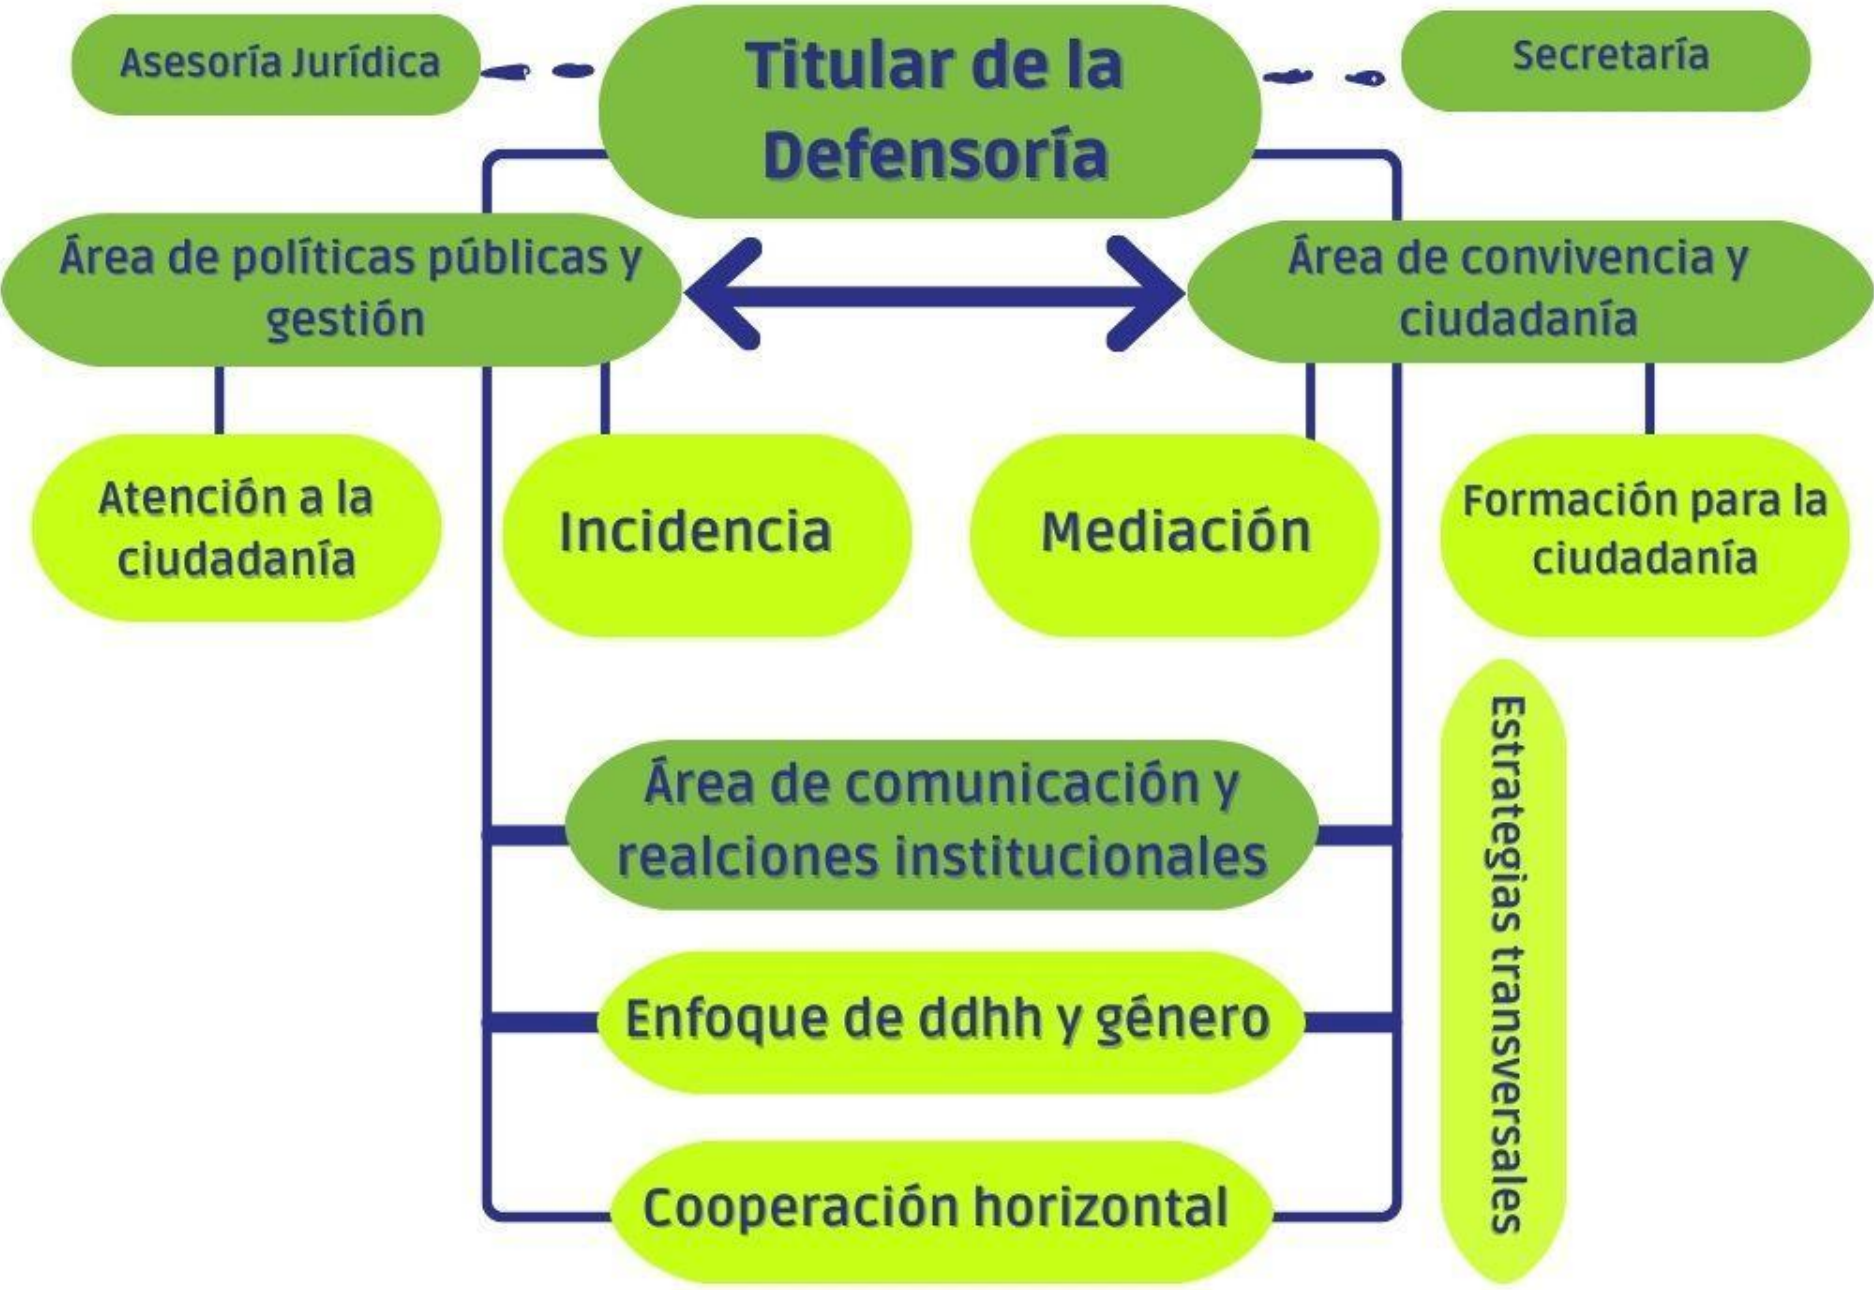 Asesoría Jurídica
Titular de la
Defensoría
Secretaría
Área de políticas públicas y
gestión
Área de convivencia y
ciudadanía
Atención a la
ciudadanía
Incidencia
Mediación
Formación para la
ciudadanía
Área de comunicación y
realciones institucionales
Enfoque de ddhh y género
Cooperación horizontal
Estrategias transversales